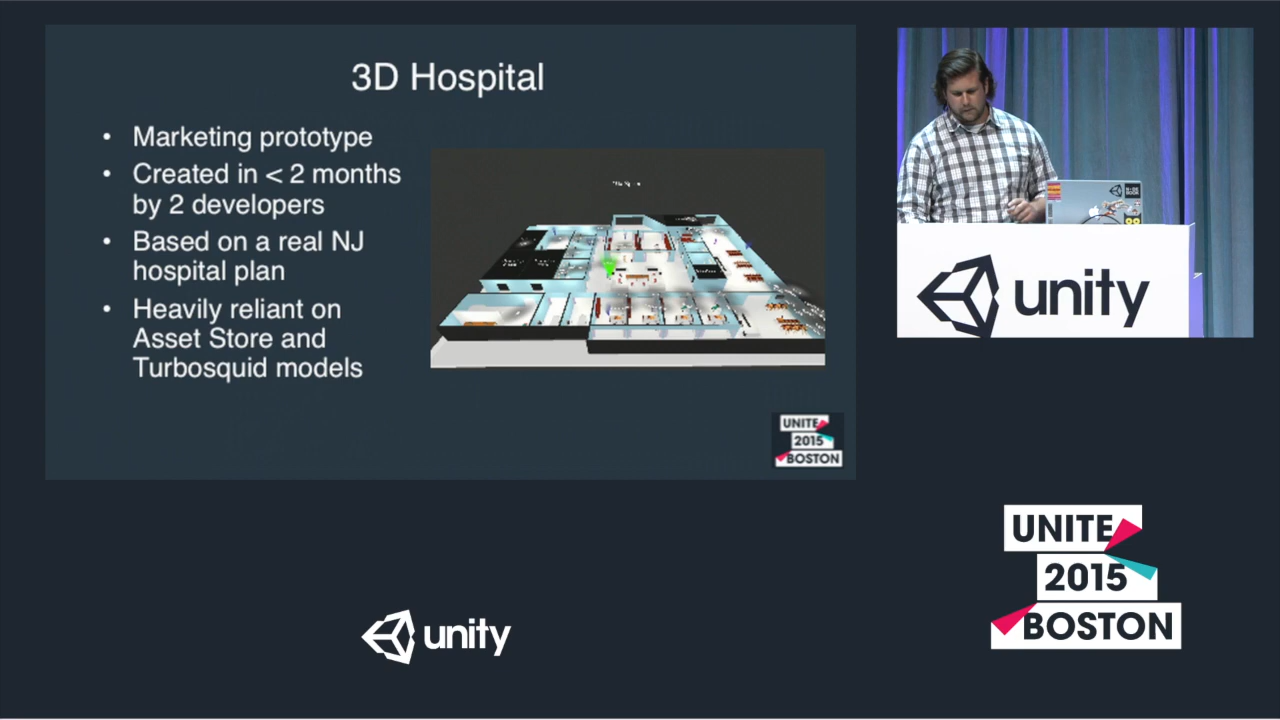 3D Hospital
• Marketing prototype
• Created in < 2 months
by 2 developers
• Based on a real NJ
hospital plan
• Heavily reliant on
Asset Store and
Turbosquid models
UNITE
2015
BOSTON
unity
UNITE
2015
BOSTON
unity